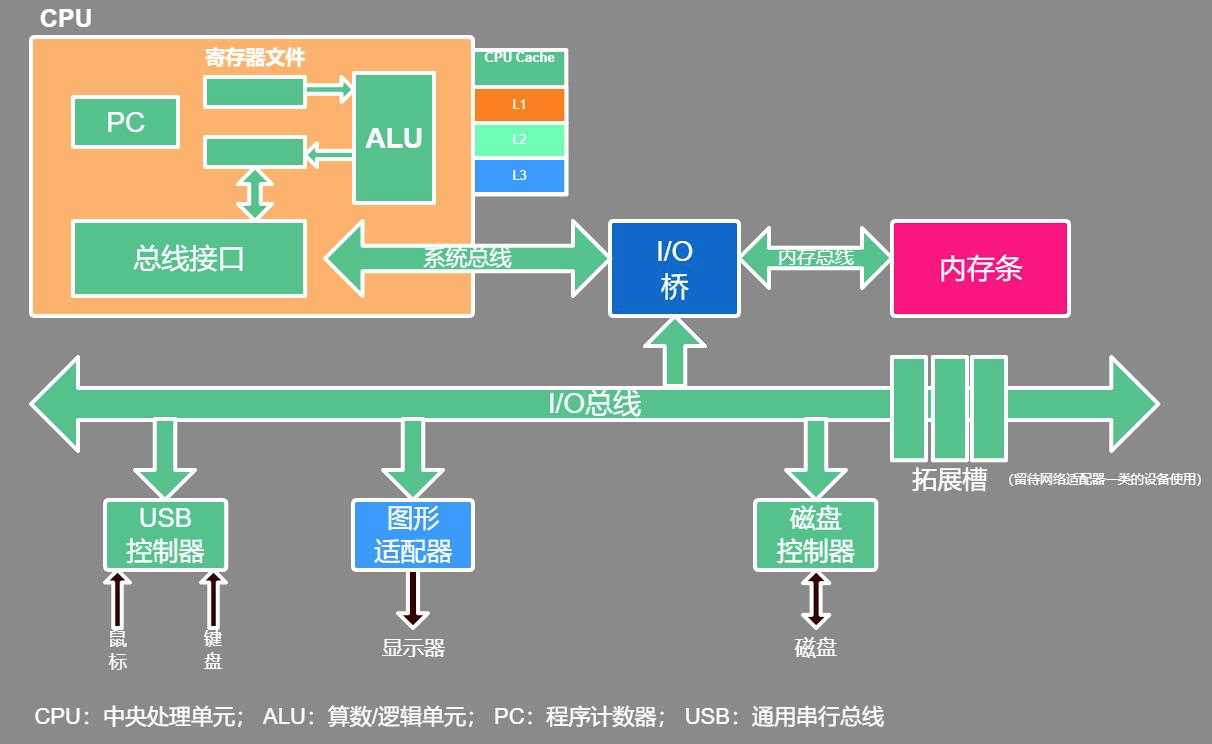 CPU
寄存器文件
CPU Cache
PC
ALU
L1
L2
L3
总线接口
系统总线
I/O
桥
内存总线
内存条
I/O总线
拓展槽
（留待网络适配器一类的设备使用）
USB
控制器
图形
适配器
磁盘
控制器
鼠
标
键
盘
显示器
磁盘
CPU：中央处理单元； ALU：算数/逻辑单元； PC：程序计数器； USB：通用串行总线